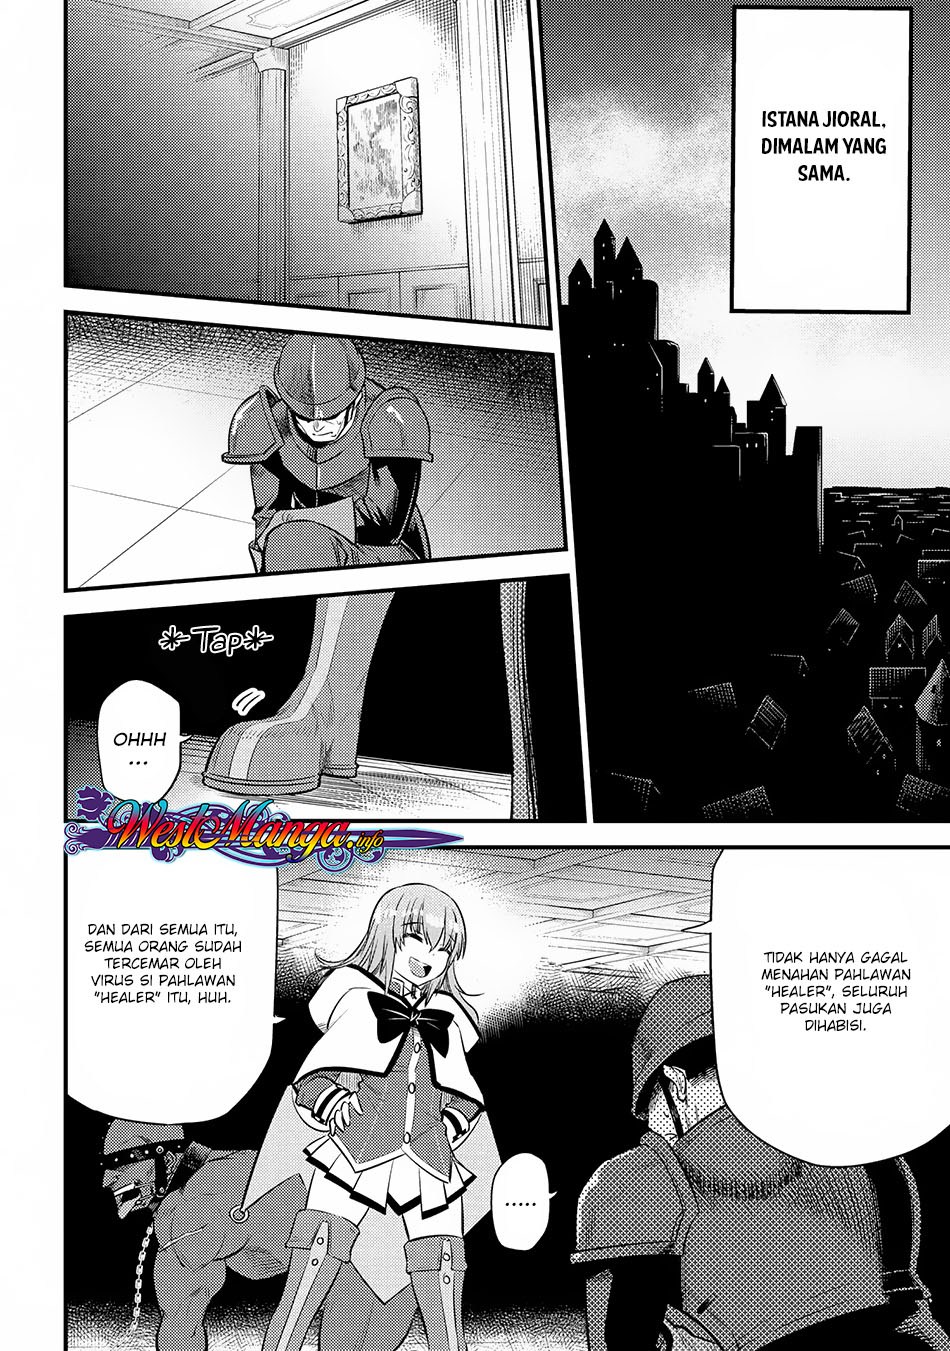 ISTANA JIORAL,
DIMALAM YANG
SAMA.
*-Tap*-
OHHH
...
WestManga.info
TIDAK HANYA GAGAL
MENAHAN PAHLAWAN
"HEALER", SELURUH
PASUKAN JUGA
DIHABISI.
DAN DARI SEMUA ITU,
SEMUA ORANG SUDAH
TERCEMAR OLEH
VIRUS SI PAHLAWAN
"HEALER" ITU, HUH.
.....